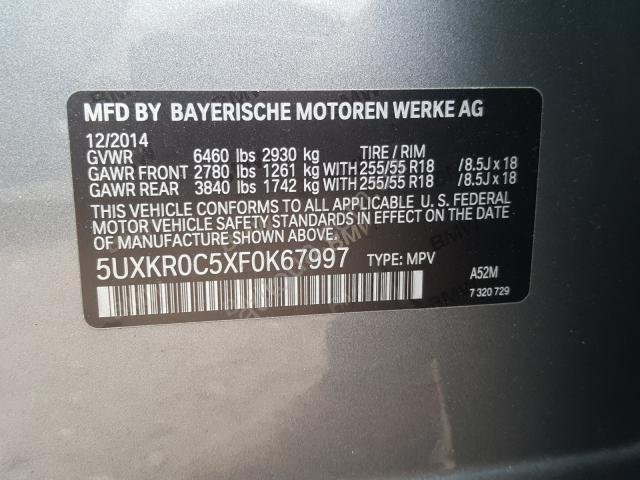 MFD BY BAYERISCHE MOTOREN WERKE AG
12/2014
GVWR 6460 lbs 2930 kg TIRE / RIM
GAWR FRONT 2780 lbs 1261 kg WITH 255/55 R18 /8.5J x 18
GAWR REAR 3840 lbs 1742 kg WITH 255/55 R18 /8.5J x 18
THIS VEHICLE CONFORMS TO ALL APPLICABLE U. S. FEDERAL
MOTOR VEHICLE SAFETY STANDARDS IN EFFECT ON THE DATE
OF MANUFACTURE SHOWN ABOVE.
5UXKR0C5XF0K67997 TYPE: MPV A52M
7 320 729